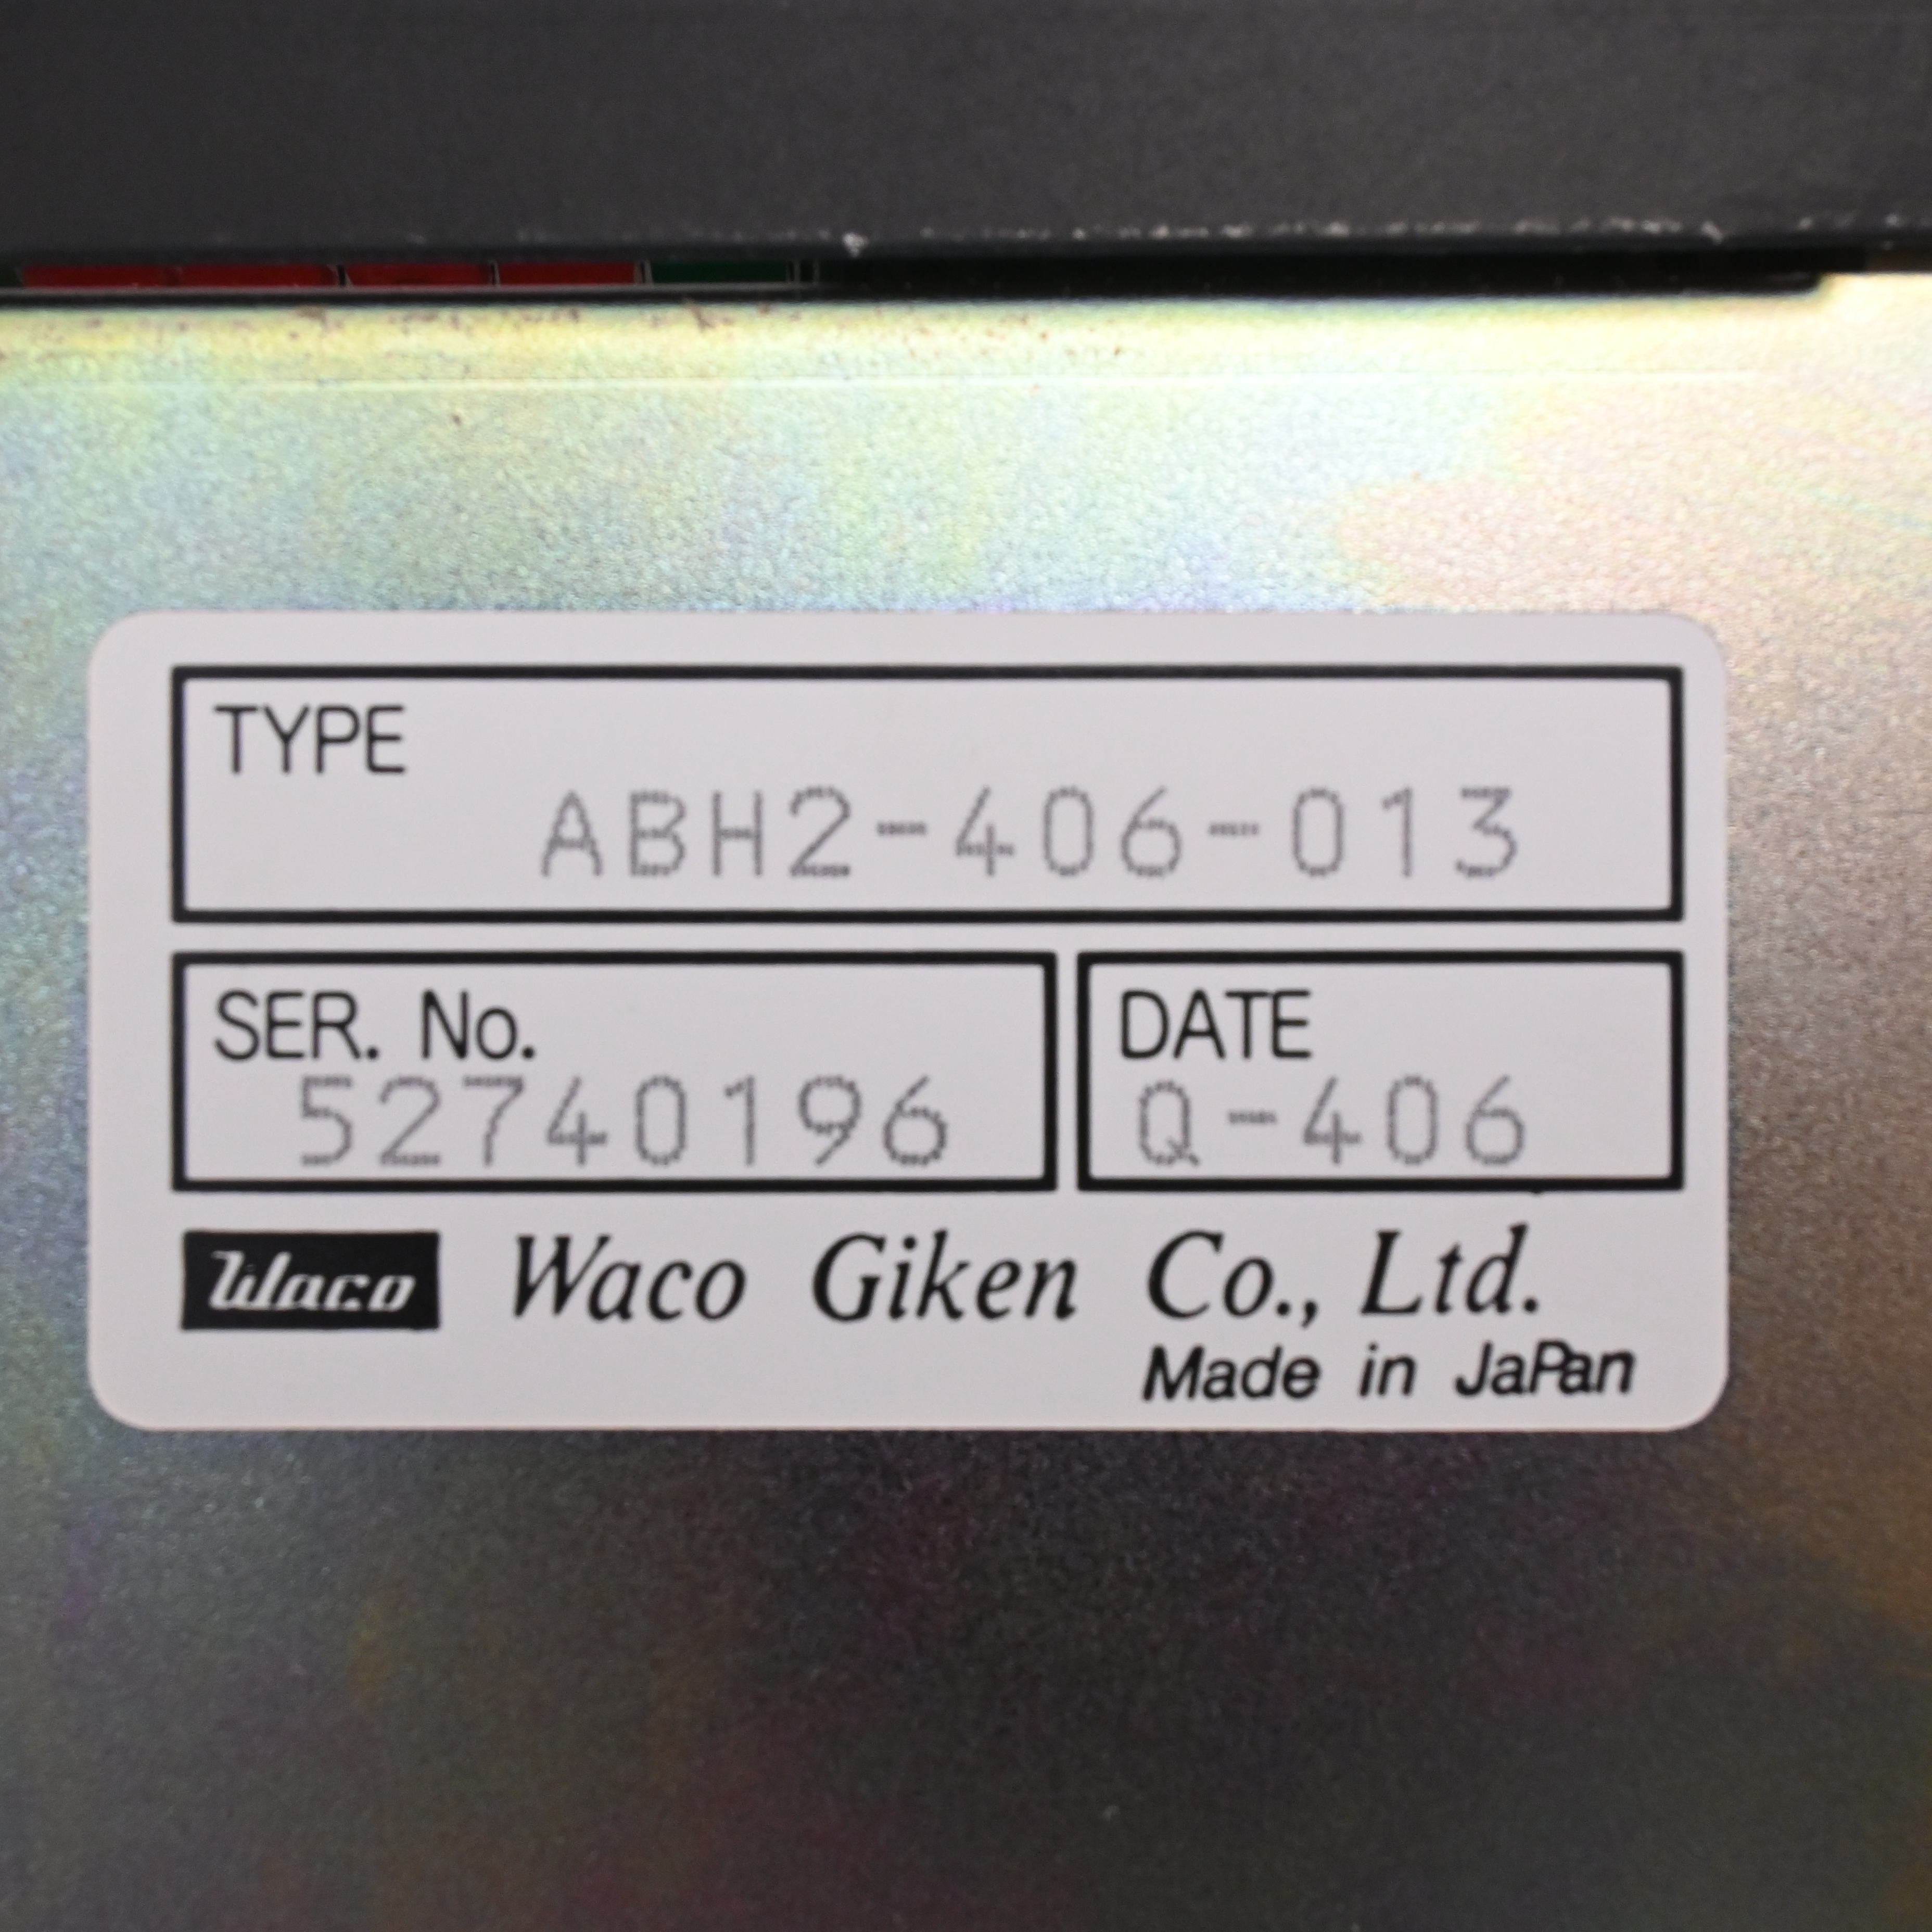 TYPE
ABH2-406-013
SER. No.
52740196
DATE
Q-406
Waco Waco Giken Co., Ltd.
Made in JaPan